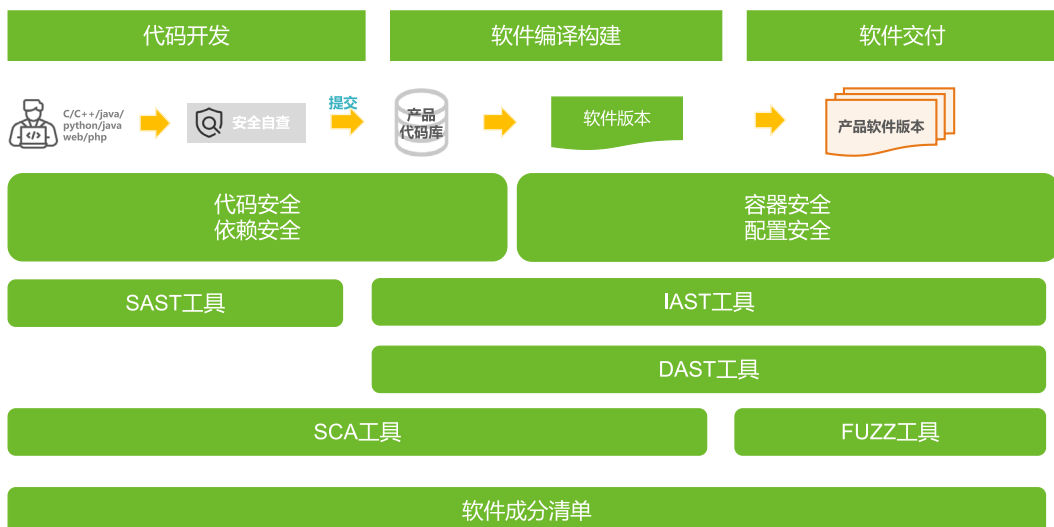 代码开发
软件编译构建
软件交付
C/C++/java/
python/java
web/php
</>
安全自查
提交
产品
代码库
软件版本
产品软件版本
代码安全
依赖安全
容器安全
配置安全
SAST工具
IAST工具
DAST工具
SCA工具
FUZZ工具
软件成分清单